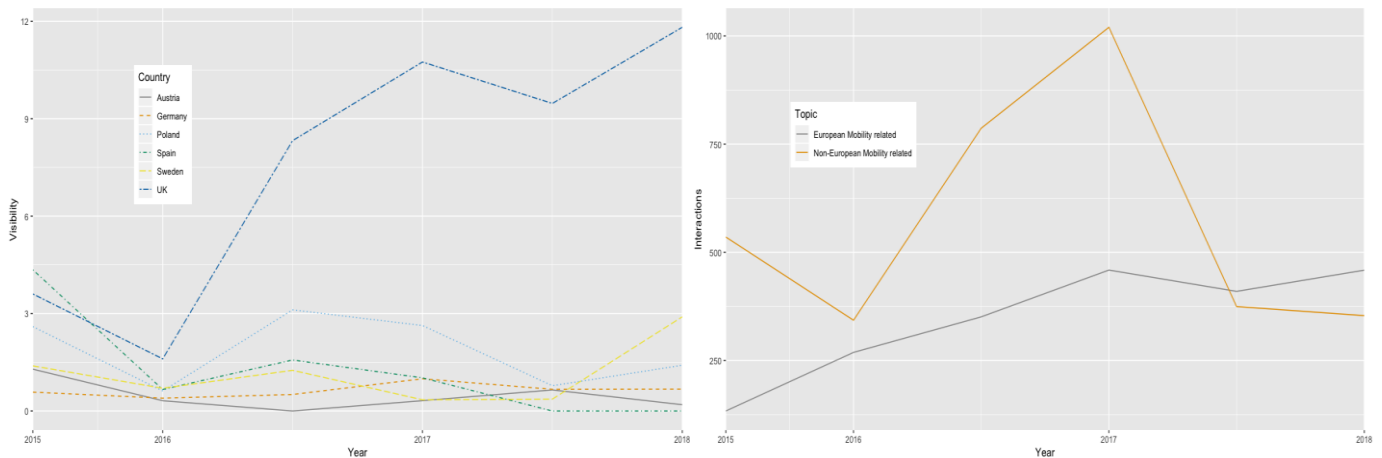 12
9
6
3
0
Visibility
Country
Austria
Germany
Poland
Spain
Sweden
UK
2015
2016
2017
2018
Year
1000
750
500
250
Interactions
Topic
European Mobility related
Non-European Mobility related
2015
2016
2017
2018
Year